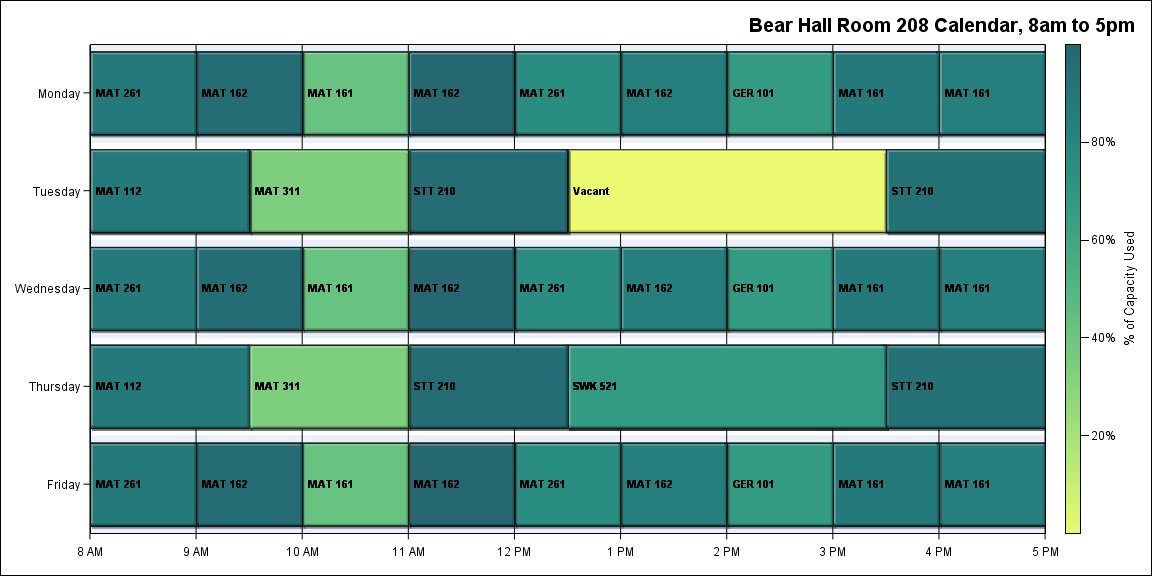 Bear Hall Room 208 Calendar, 8am to 5pm
Monday
MAT 261 MAT 162 MAT 161 MAT 162 MAT 261 MAT 162 GER 101 MAT 161 MAT 161
Tuesday
MAT 112 MAT 311 STT 210 Vacant STT 210
Wednesday
MAT 261 MAT 162 MAT 161 MAT 162 MAT 261 MAT 162 GER 101 MAT 161 MAT 161
Thursday
MAT 112 MAT 311 STT 210 SWK 521 STT 210
Friday
MAT 261 MAT 162 MAT 161 MAT 162 MAT 261 MAT 162 GER 101 MAT 161 MAT 161
8 AM 9 AM 10 AM 11 AM 12 PM 1 PM 2 PM 3 PM 4 PM 5 PM
80%
60%
40%
20%
% of Capacity Used